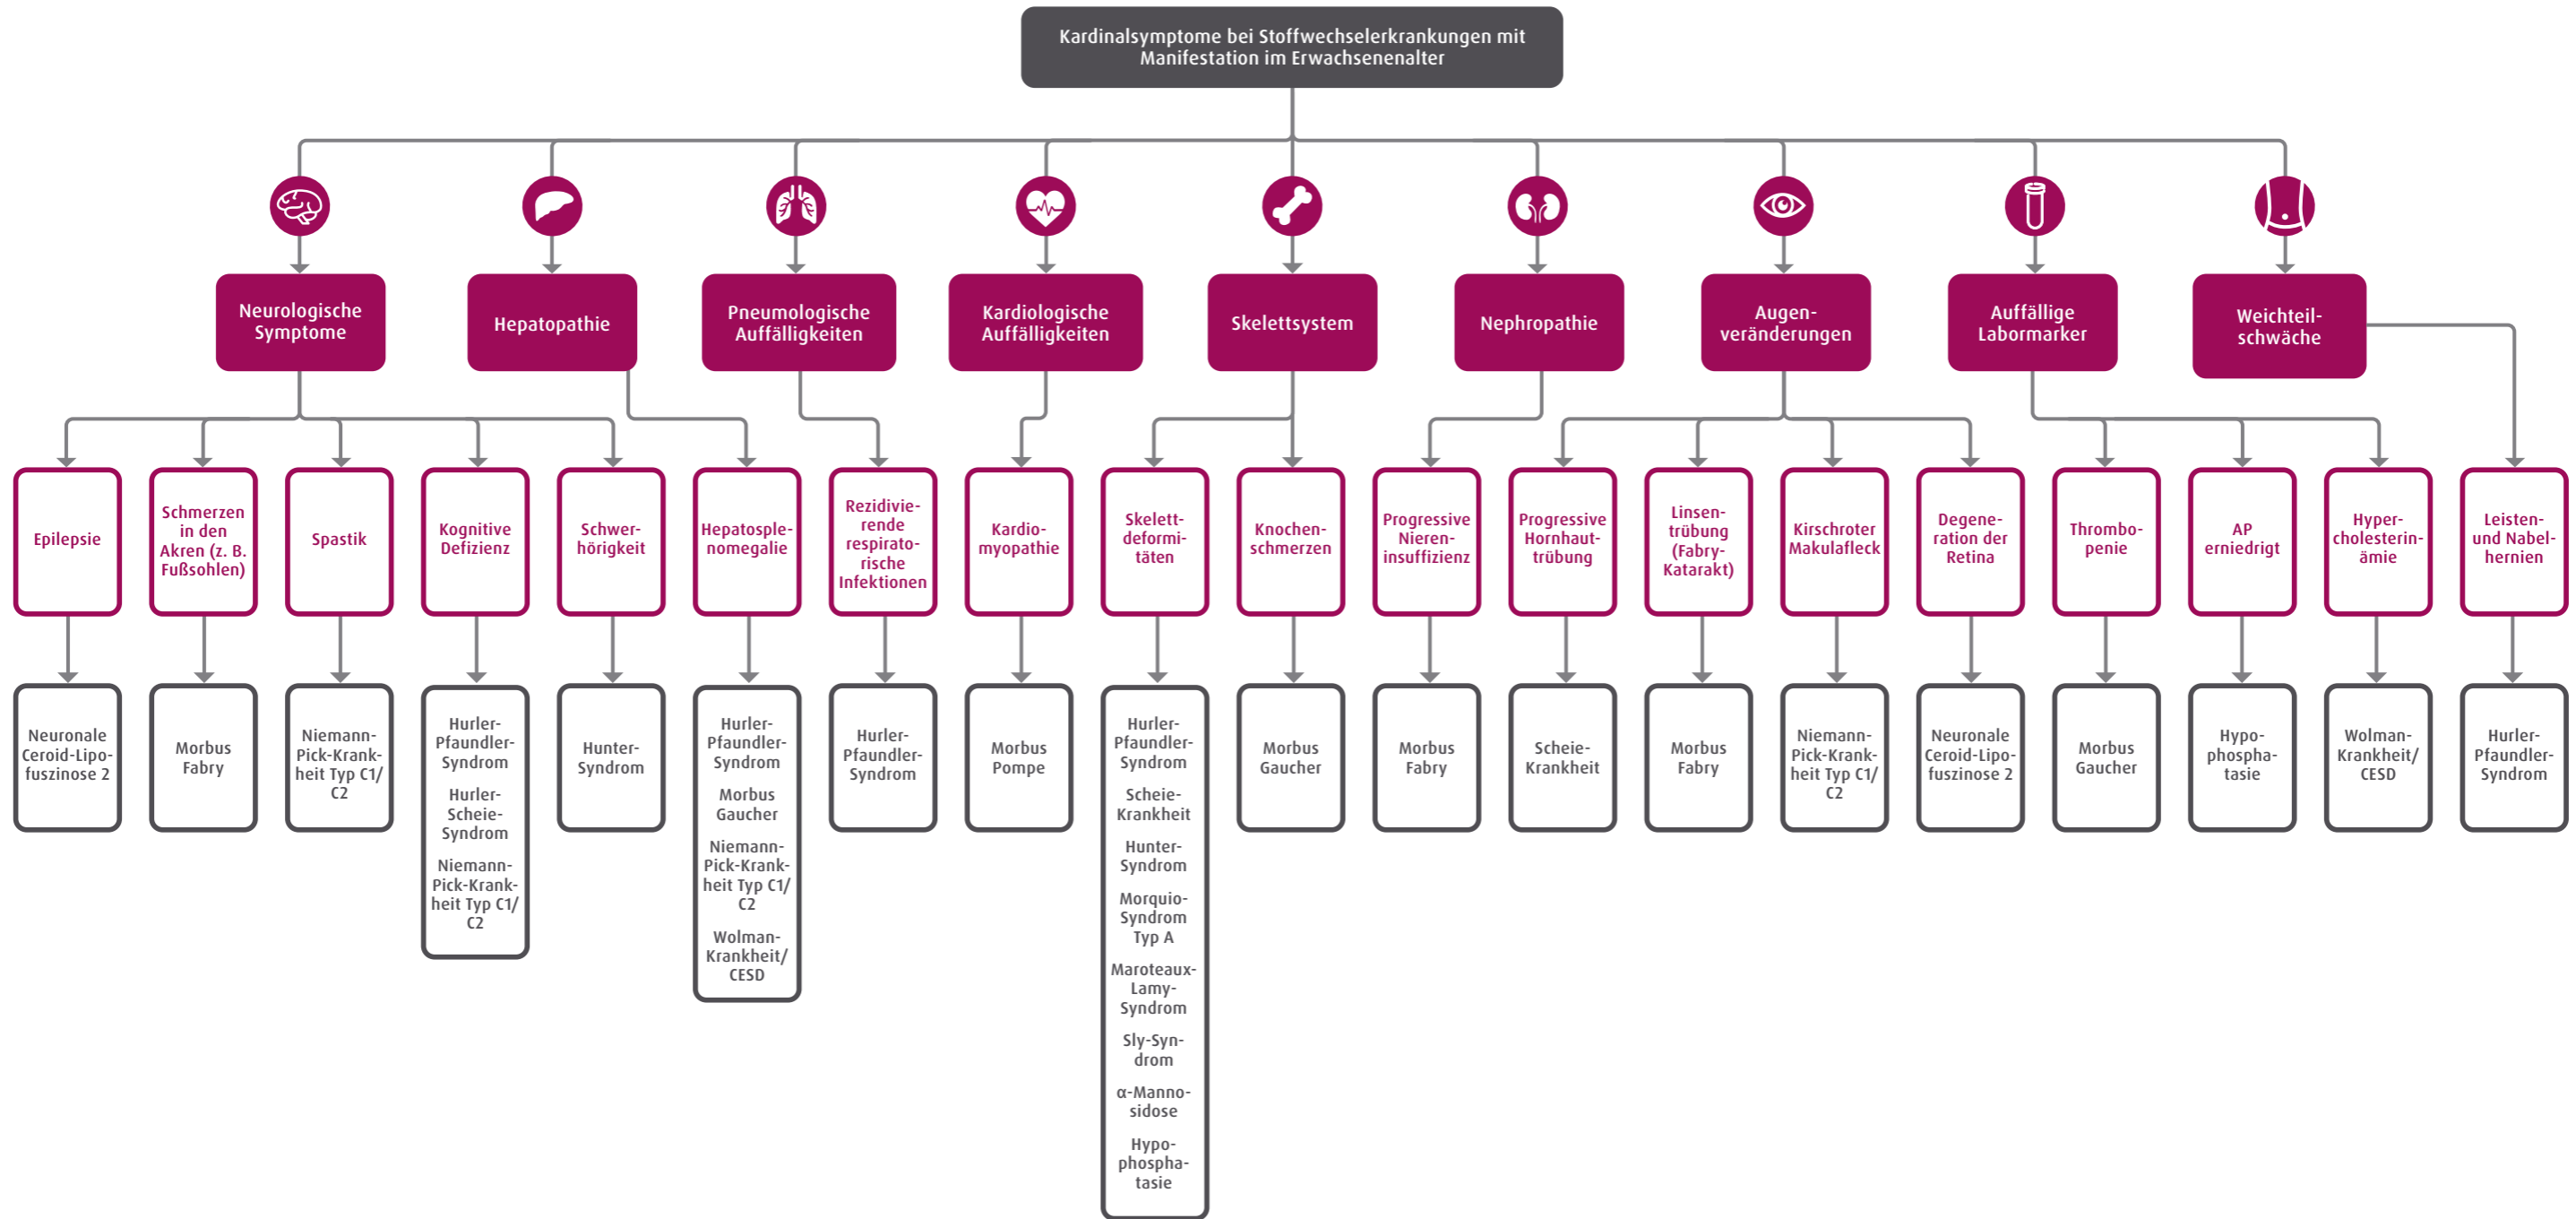 Kardinalsymptome bei Stoffwechselerkrankungen mit
Manifestation im Erwachsenenalter
Neurologische
Symptome
Hepatopathie
Pneumologische
Auffälligkeiten
Kardiologische
Auffälligkeiten
Skelettsystem
Nephropathie
Augen-
veränderungen
Auffällige
Labormarker
Weichteil-
schwäche
Epilepsie
Schmerzen
in den
Akren (z. B.
Fußsohlen)
Spastik
Kognitive
Defizienz
Schwer-
hörigkeit
Hepatosple-
nomegalie
Rezidivie-
rende
respirato-
rische
Infektionen
Kardio-
myopathie
Skelett-
deformi-
täten
Knochen-
schmerzen
Progressive
Nieren-
insuffizienz
Progressive
Hornhaut-
trübung
Linsen-
trübung
(Fabry-
Katarakt)
Kirschroter
Makulafleck
Degene-
ration der
Retina
Thrombo-
penie
AP
erniedrigt
Hyper-
cholesterin-
ämie
Leisten-
und Nabel-
hernien
Neuronale
Ceroid-Lipo-
fuszinose 2
Morbus
Fabry
Niemann-
Pick-Krank-
heit Typ C1/
C2
Hurler-
Pfaundler-
Syndrom
Hurler-
Scheie-
Syndrom
Niemann-
Pick-Krank-
heit Typ C1/
C2
Hunter-
Syndrom
Hurler-
Pfaundler-
Syndrom
Morbus
Gaucher
Niemann-
Pick-Krank-
heit Typ C1/
C2
Wolman-
Krankheit/
CESD
Hurler-
Pfaundler-
Syndrom
Morbus
Pompe
Hurler-
Pfaundler-
Syndrom
Scheie-
Krankheit
Hunter-
Syndrom
Morquio-
Syndrom
Typ A
Maroteaux-
Lamy-
Syndrom
Sly-Syn-
drom
α-Manno-
sidose
Hypo-
phospha-
tasie
Morbus
Gaucher
Morbus
Fabry
Scheie-
Krankheit
Morbus
Fabry
Niemann-
Pick-Krank-
heit Typ C1/
C2
Neuronale
Ceroid-Lipo-
fuszinose 2
Morbus
Gaucher
Hypo-
phospha-
tasie
Wolman-
Krankheit/
CESD
Hurler-
Pfaundler-
Syndrom